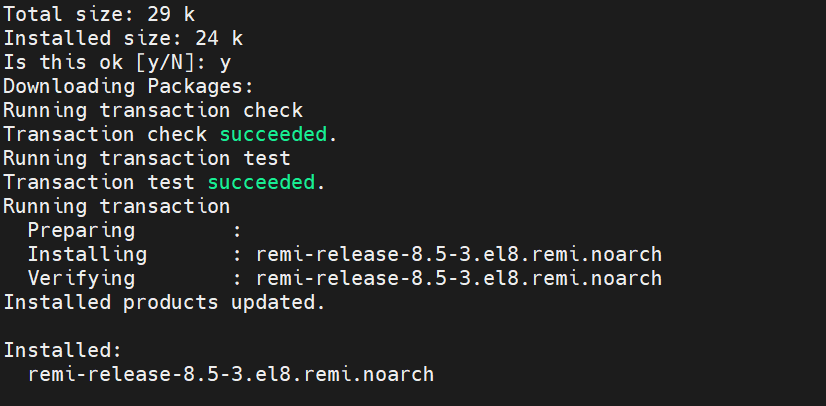 Total size: 29 k
Installed size: 24 k
Is this ok [y/N]: y
Downloading Packages:
Running transaction check
Transaction check succeeded.
Running transaction test
Transaction test succeeded.
Running transaction
  Preparing        :
  Installing       : remi-release-8.5-3.el8.remi.noarch
  Verifying        : remi-release-8.5-3.el8.remi.noarch
Installed products updated.

Installed:
  remi-release-8.5-3.el8.remi.noarch